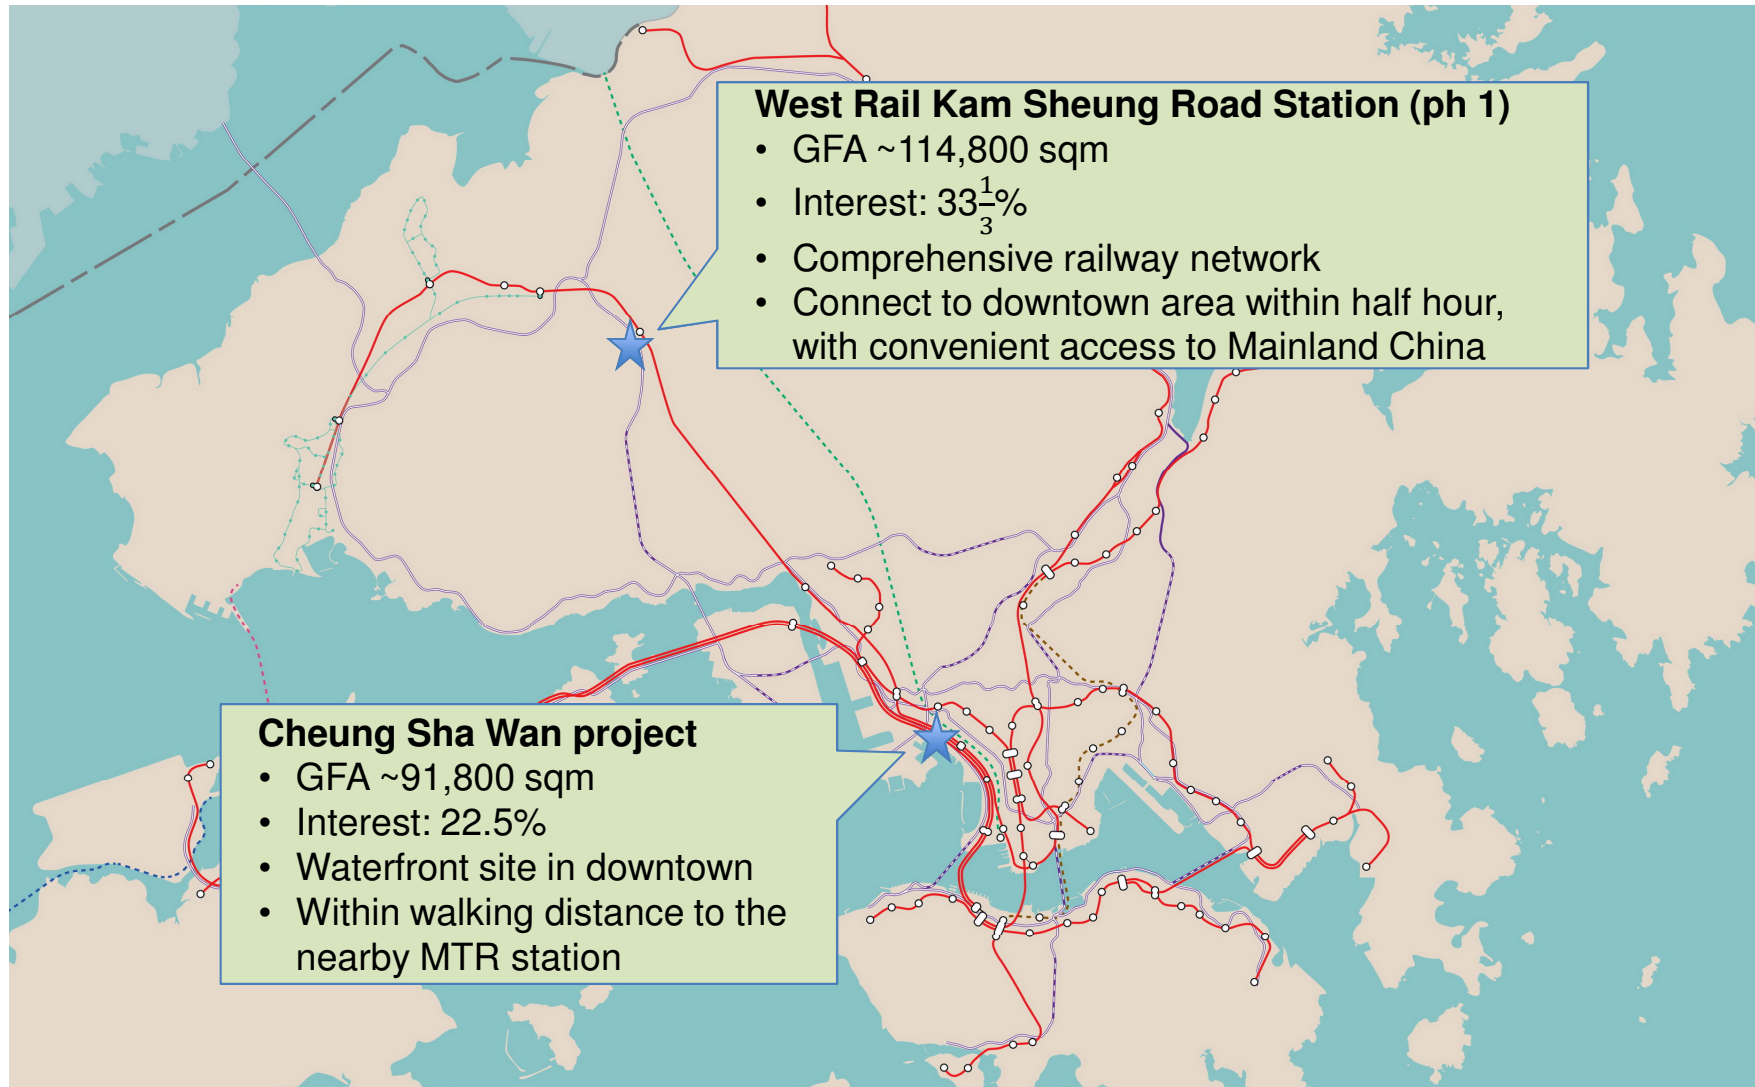 West Rail Kam Sheung Road Station (ph 1)
• GFA ~114,800 sqm
• Interest: 33⅓%
• Comprehensive railway network
• Connect to downtown area within half hour,
with convenient access to Mainland China
Cheung Sha Wan project
• GFA ~91,800 sqm
• Interest: 22.5%
• Waterfront site in downtown
• Within walking distance to the
nearby MTR station